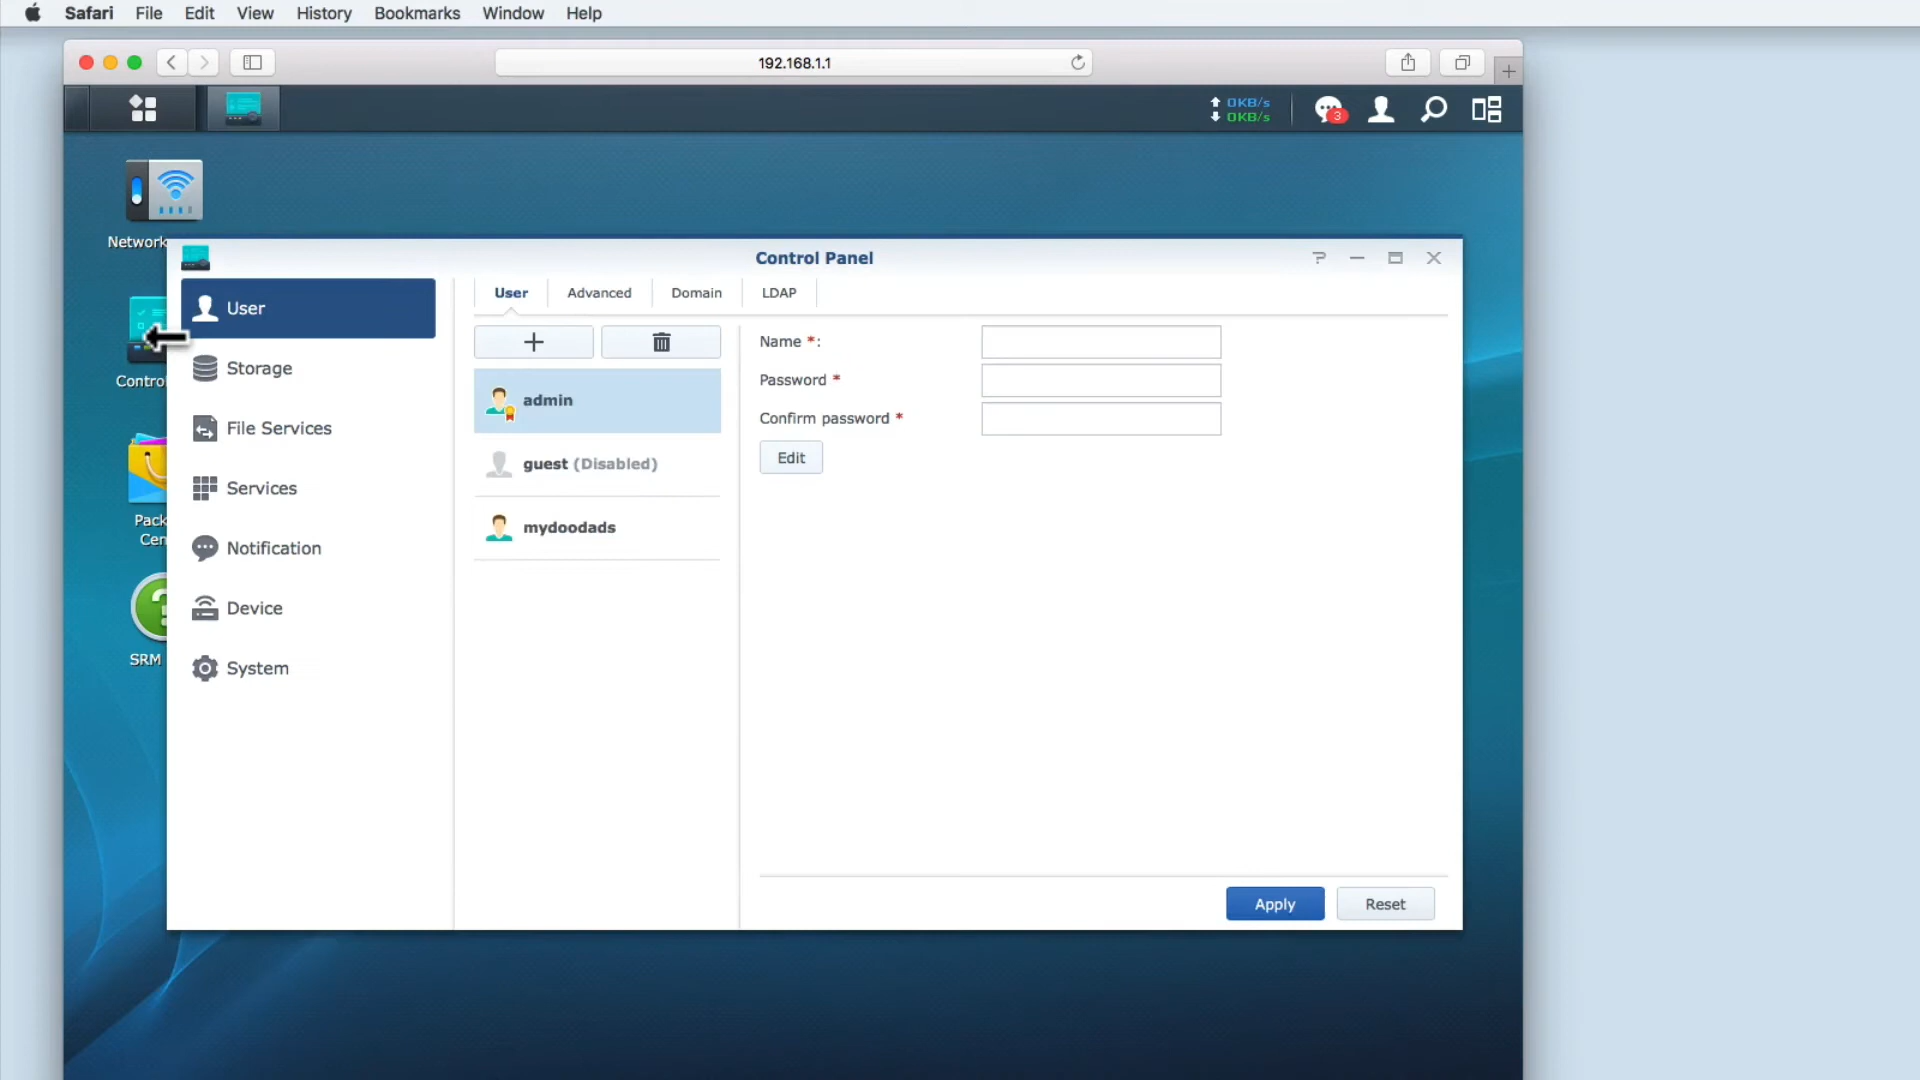 Safari File Edit View History Bookmarks Window Help
192.168.1.1
0KB/s
0KB/s
3
Network
Control Panel
User
Storage
File Services
Services
Notification
Device
System
User Advanced Domain LDAP
admin
guest (Disabled)
mydoodads
Name *:
Password *
Confirm password *
Edit
Apply Reset
Control
Pack
Cen
SRM